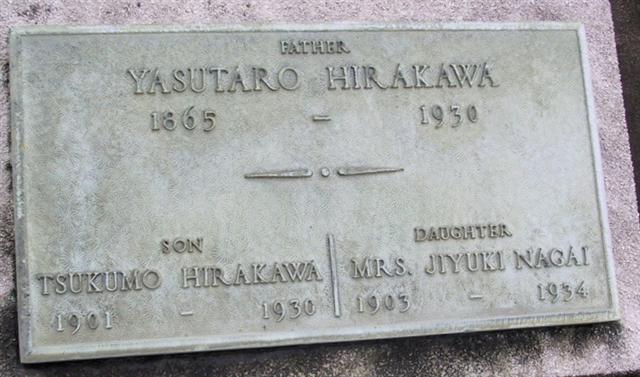 FATHER
YASUTARO HIRAKAWA
1865 – 1930
SON
TSUKUMO HIRAKAWA
1901 – 1930
DAUGHTER
MRS. JIYUKI NAGAI
1903 – 1934